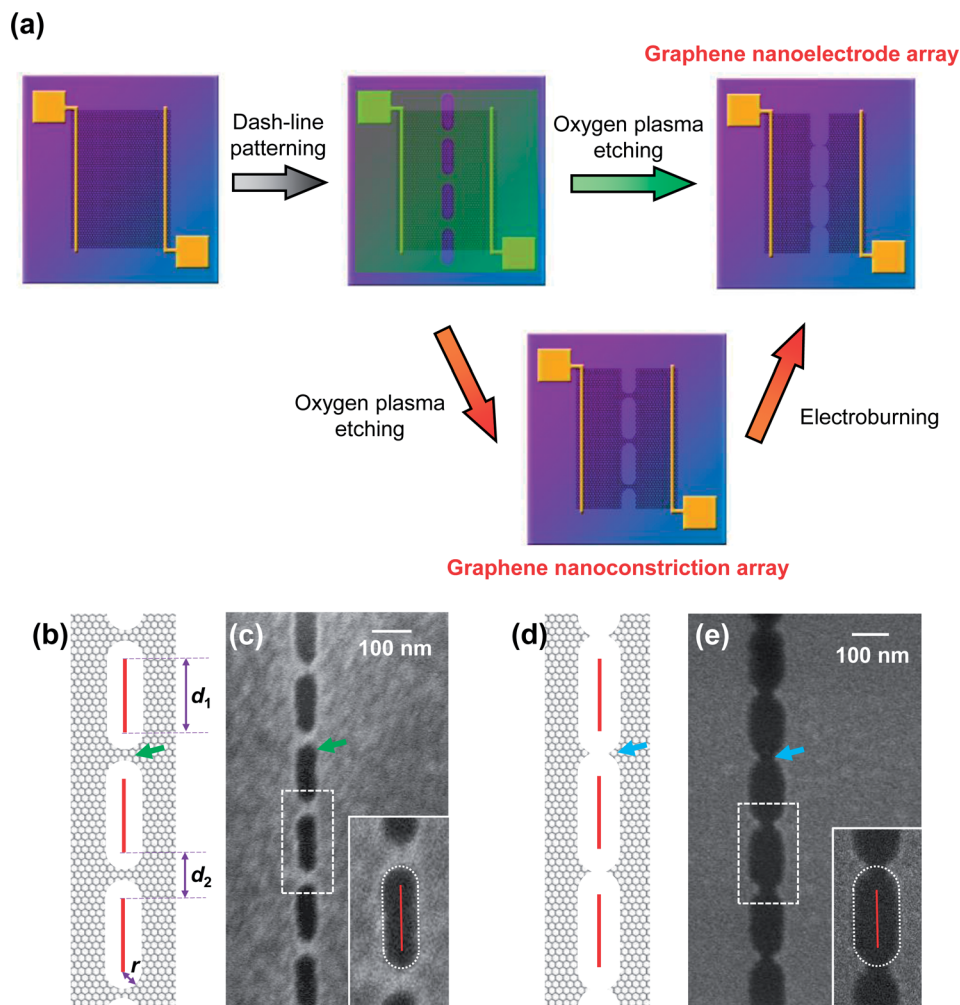 (a)
Graphene nanoelectrode array
Dash-line
patterning
Oxygen plasma
etching
Oxygen plasma
etching
Electroburning
Graphene nanoconstriction array
(b)
d1
d2
r
(c)
100 nm
(d)
(e)
100 nm